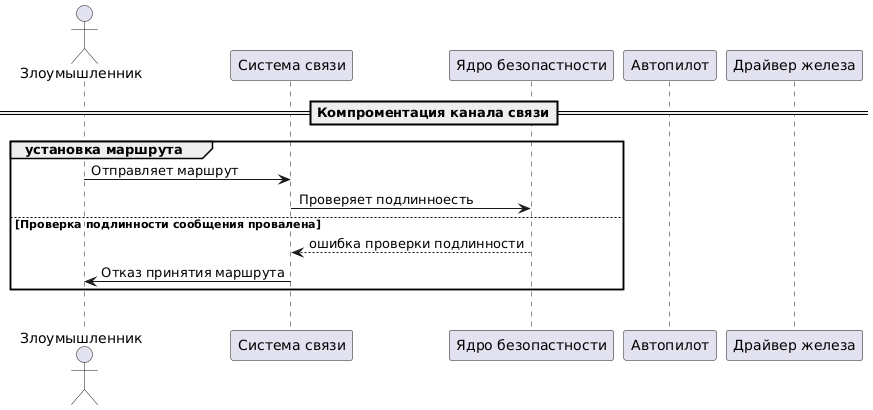 Злоумышленник
Система связи
Ядро безопастности
Автопилот
Драйвер железа
Компроментация канала связи
установка маршрута
Отправляет маршрут
Проверяет подлинноесть
[Проверка подлинности сообщения провалена]
ошибка проверки подлинности
Отказ принятия маршрута
Злоумышленник
Система связи
Ядро безопастности
Автопилот
Драйвер железа